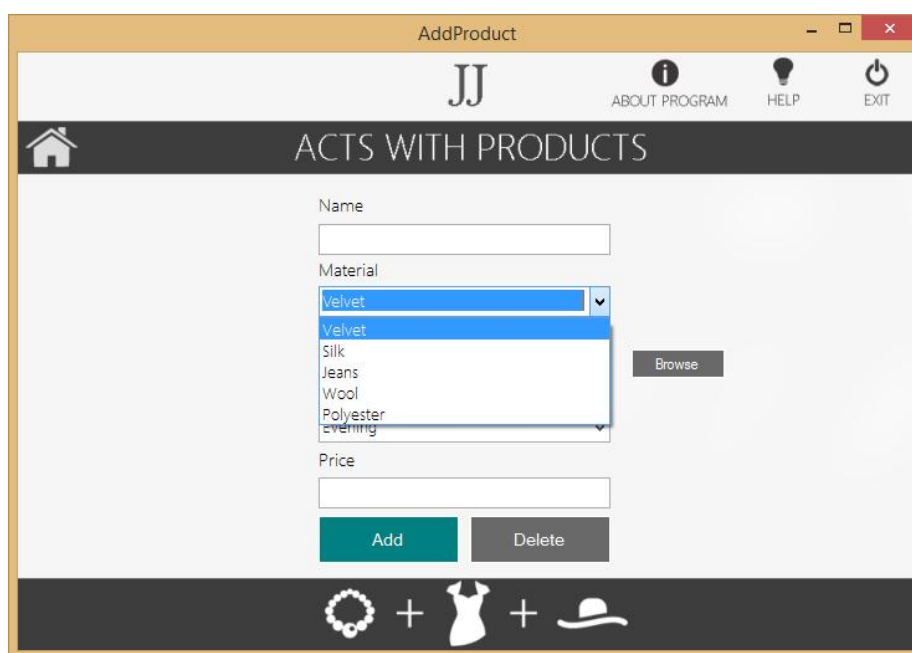 AddProduct
JJ
ABOUT PROGRAM
HELP
EXIT
ACTS WITH PRODUCTS
Name
Material
Velvet
Velvet
Silk
Jeans
Wool
Polyester
Browse
Evening
Price
Add
Delete